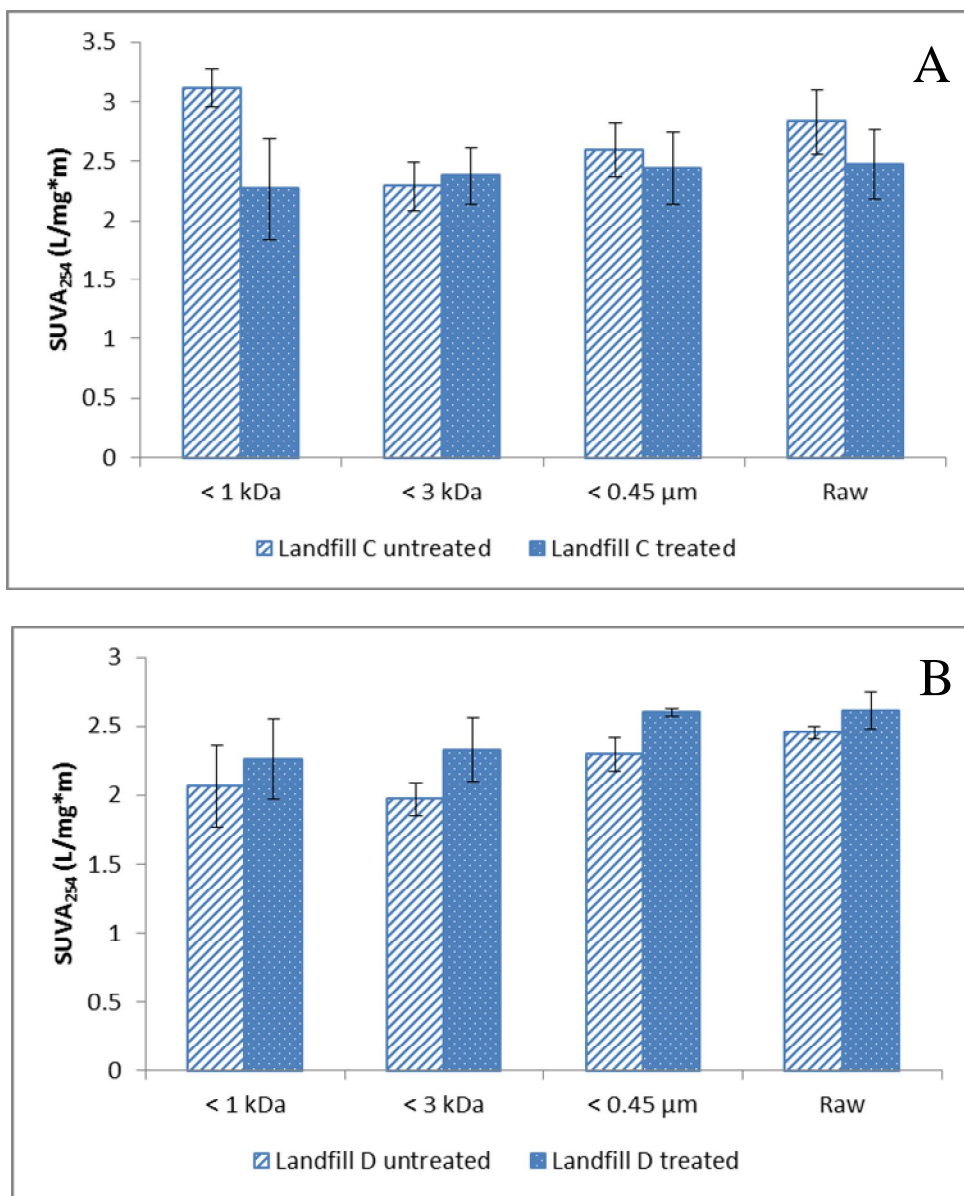 A
3.5
3
2.5
2
1.5
1
0.5
0
SUVA₂₅₄ (L/mg*m)
< 1 kDa < 3 kDa < 0.45 µm Raw
Landfill C untreated Landfill C treated
B
3
2.5
2
1.5
1
0.5
0
SUVA₂₅₄ (L/mg*m)
< 1 kDa < 3 kDa < 0.45 µm Raw
Landfill D untreated Landfill D treated